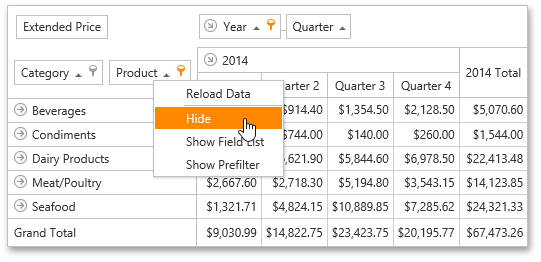 Extended Price Year Quarter
2014
Category Product 2014 Total
Quarter 2 Quarter 3 Quarter 4
Reload Data
Hide
Show Field List
Show Prefilter
Beverages $914.40 $1,354.50 $2,128.50 $5,070.60
Condiments $744.00 $140.00 $260.00 $1,544.00
Dairy Products ,621.90 $5,844.60 $6,978.50 $22,413.48
Meat/Poultry $2,667.60 $2,718.30 $5,194.80 $3,543.15 $14,123.85
Seafood $1,321.71 $4,824.15 $10,889.85 $7,285.62 $24,321.33
Grand Total $9,030.99 $14,822.75 $23,423.75 $20,195.77 $67,473.26